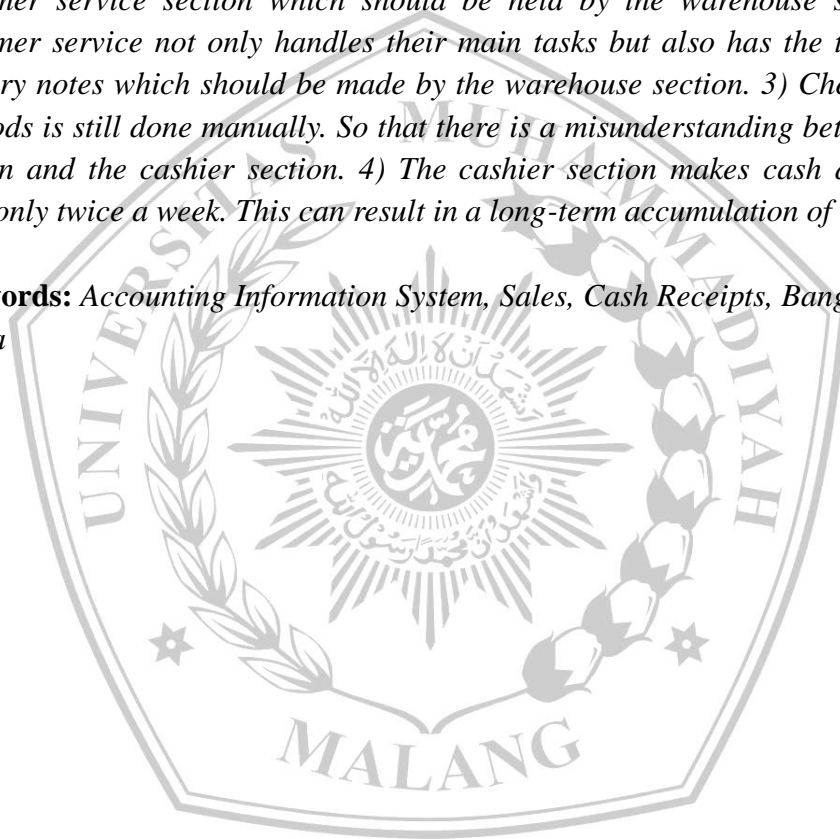 mer service section which should be held by the warehouse s
mer service not only handles their main tasks but also has the t
ry notes which should be made by the warehouse section. 3) Che
ods is still done manually. So that there is a misunderstanding bet
n and the cashier section. 4) The cashier section makes cash d
only twice a week. This can result in a long-term accumulation of
ords: Accounting Information System, Sales, Cash Receipts, Bang
a
UNIVERSITAS MUHAMMADIYAH
MALANG